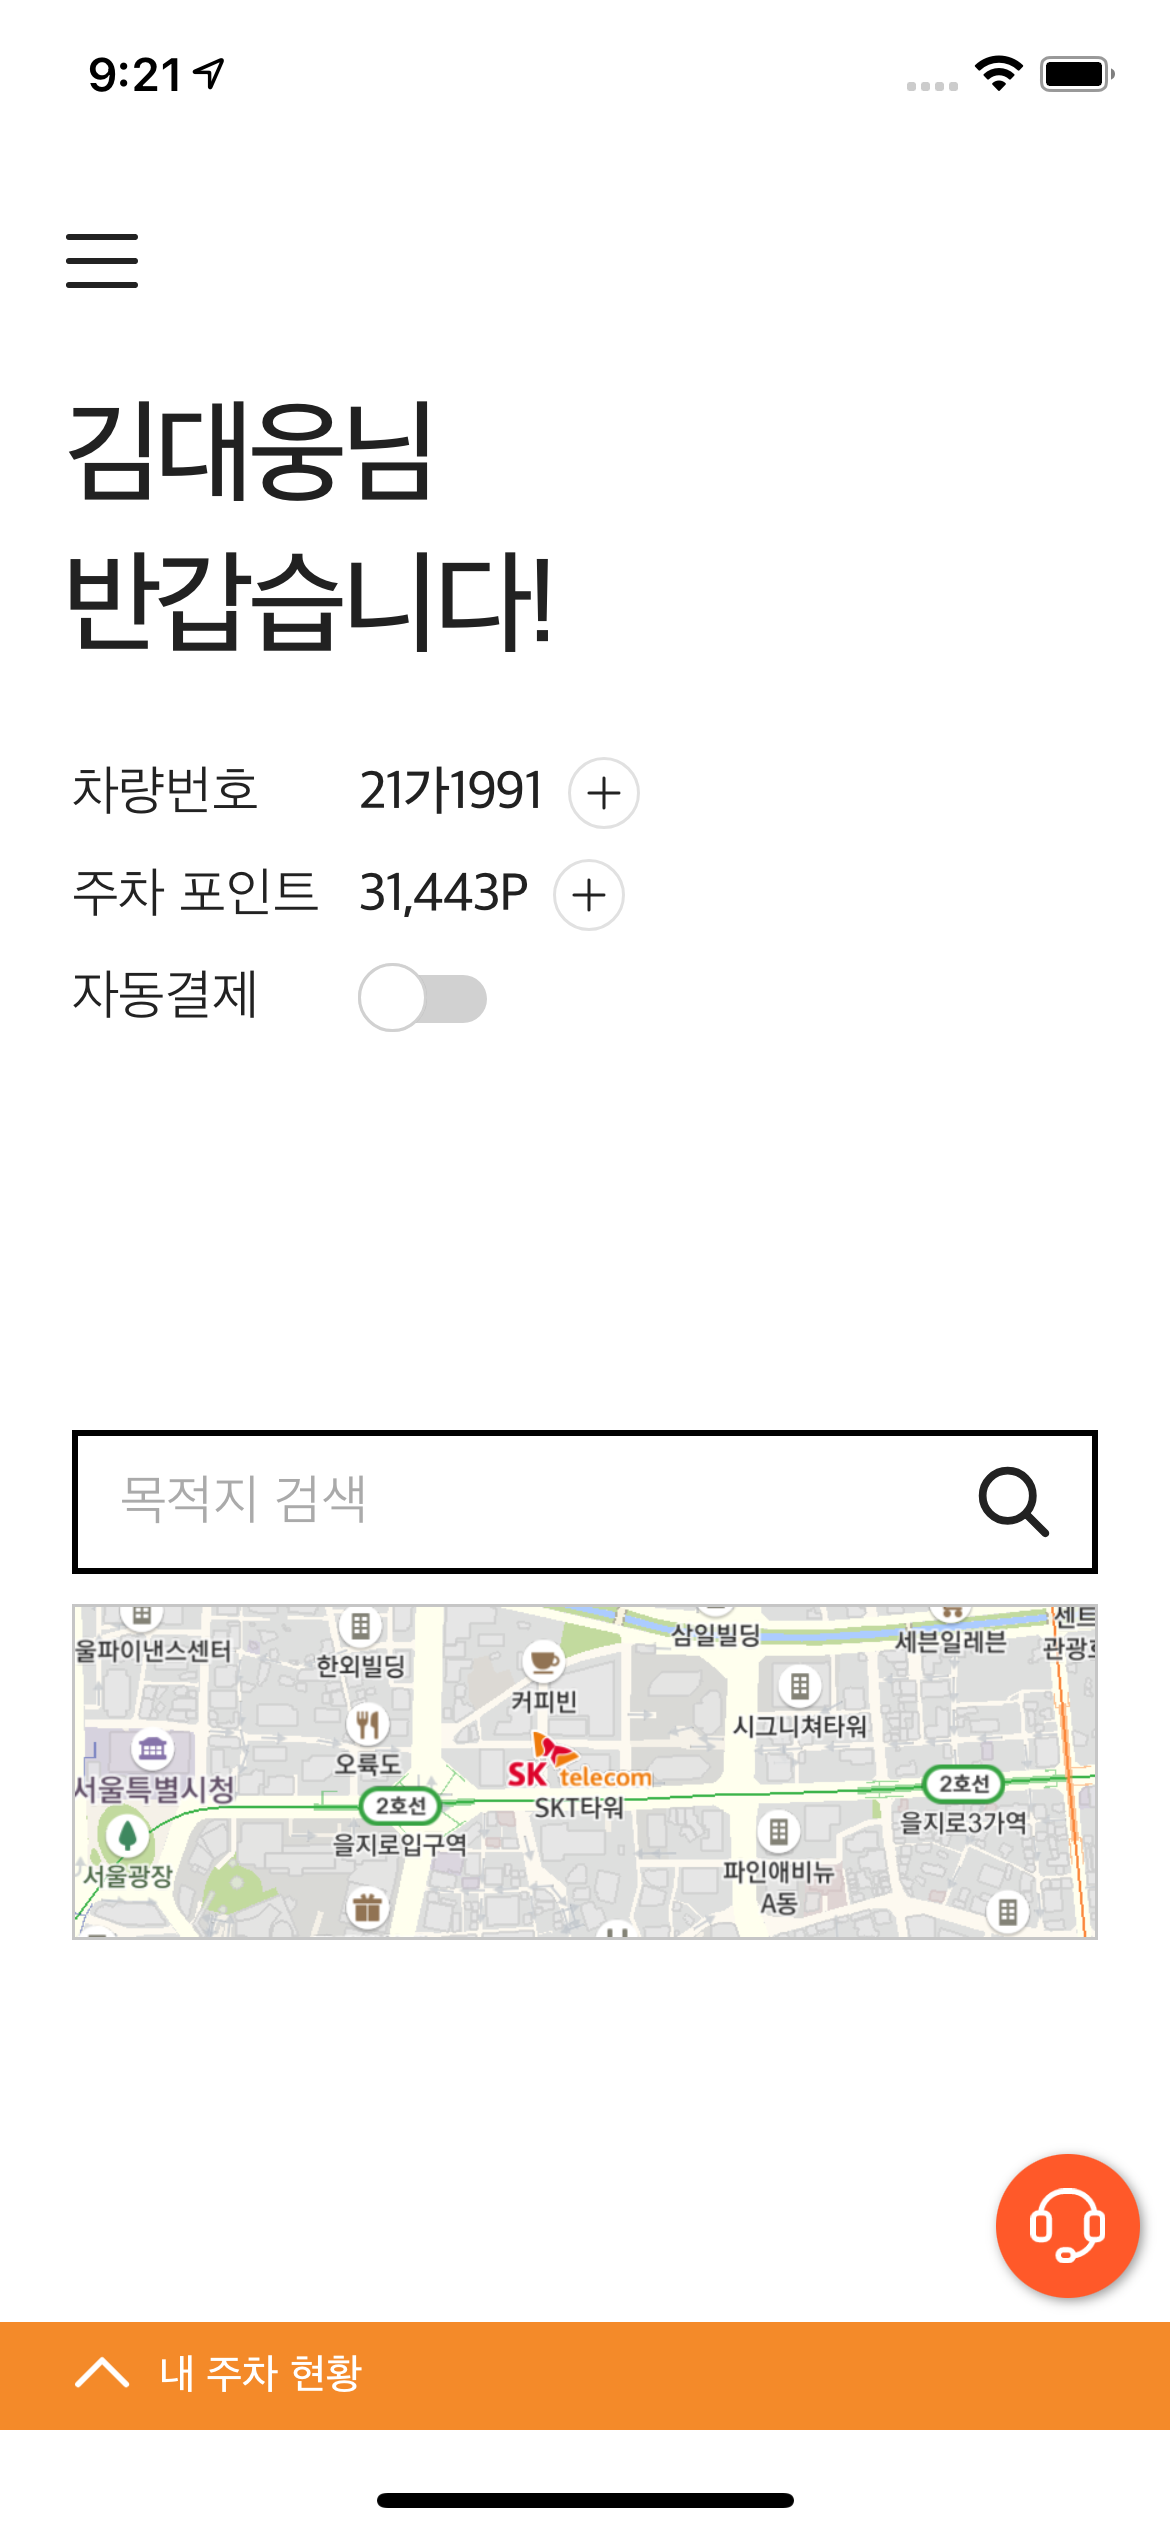 9:21
김대웅님
반갑습니다!
차량번호 21가1991
주차 포인트 31,443P
자동결제
목적지 검색
울파이낸스센터
한외빌딩
커피빈
삼일빌딩
세븐일레븐
센트
관광호
시그니쳐타워
오륙도
SK telecom
SKT타워
서울특별시청
2호선
을지로입구역
2호선
을지로3가역
서울광장
파인애비뉴
A동
내 주차 현황